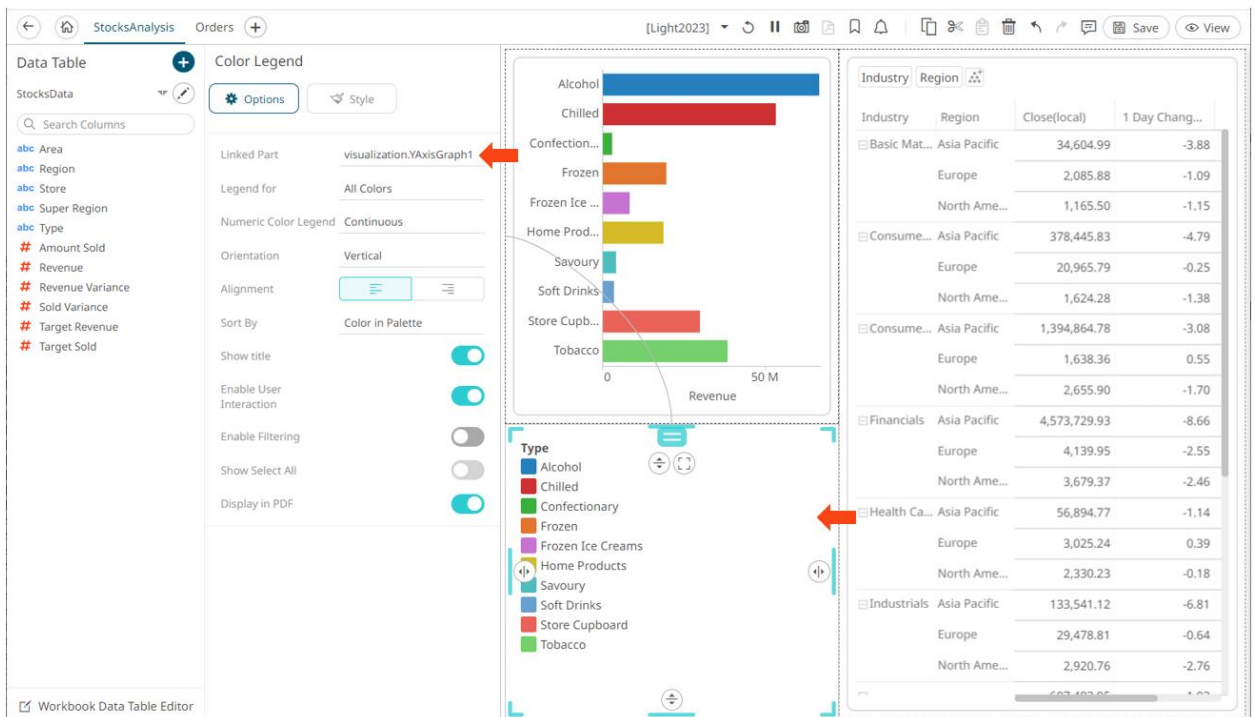 StocksAnalysis Orders
[Light2023] Save View
Data Table
StocksData
Search Columns
abc Area
abc Region
abc Store
abc Super Region
abc Type
# Amount Sold
# Revenue
# Revenue Variance
# Sold Variance
# Target Revenue
# Target Sold
Workbook Data Table Editor
Color Legend
Options Style
Linked Part visualization.YAxisGraph1
Legend for All Colors
Numeric Color Legend Continuous
Orientation Vertical
Alignment
Sort By Color in Palette
Show title
Enable User
Interaction
Enable Filtering
Show Select All
Display in PDF
Alcohol
Chilled
Confection...
Frozen
Frozen Ice ...
Home Prod...
Savoury
Soft Drinks
Store Cupb...
Tobacco
0 50 M
Revenue
Type
Alcohol
Chilled
Confectionary
Frozen
Frozen Ice Creams
Home Products
Savoury
Soft Drinks
Store Cupboard
Tobacco
Industry Region
Industry Region Close(local) 1 Day Chang...
Basic Mat... Asia Pacific 34,604.99 -3.88
Europe 2,085.88 -1.09
North Ame... 1,165.50 -1.15
Consume... Asia Pacific 378,445.83 -4.79
Europe 20,965.79 -0.25
North Ame... 1,624.28 -1.38
Consume... Asia Pacific 1,394,864.78 -3.08
Europe 1,638.36 0.55
North Ame... 2,655.90 -1.70
Financials Asia Pacific 4,573,729.93 -8.66
Europe 4,139.95 -2.55
North Ame... 3,679.37 -2.46
Health Ca... Asia Pacific 56,894.77 -1.14
Europe 3,025.24 0.39
North Ame... 2,330.23 -0.18
Industrials Asia Pacific 133,541.12 -6.81
Europe 29,478.81 -0.64
North Ame... 2,920.76 -2.76